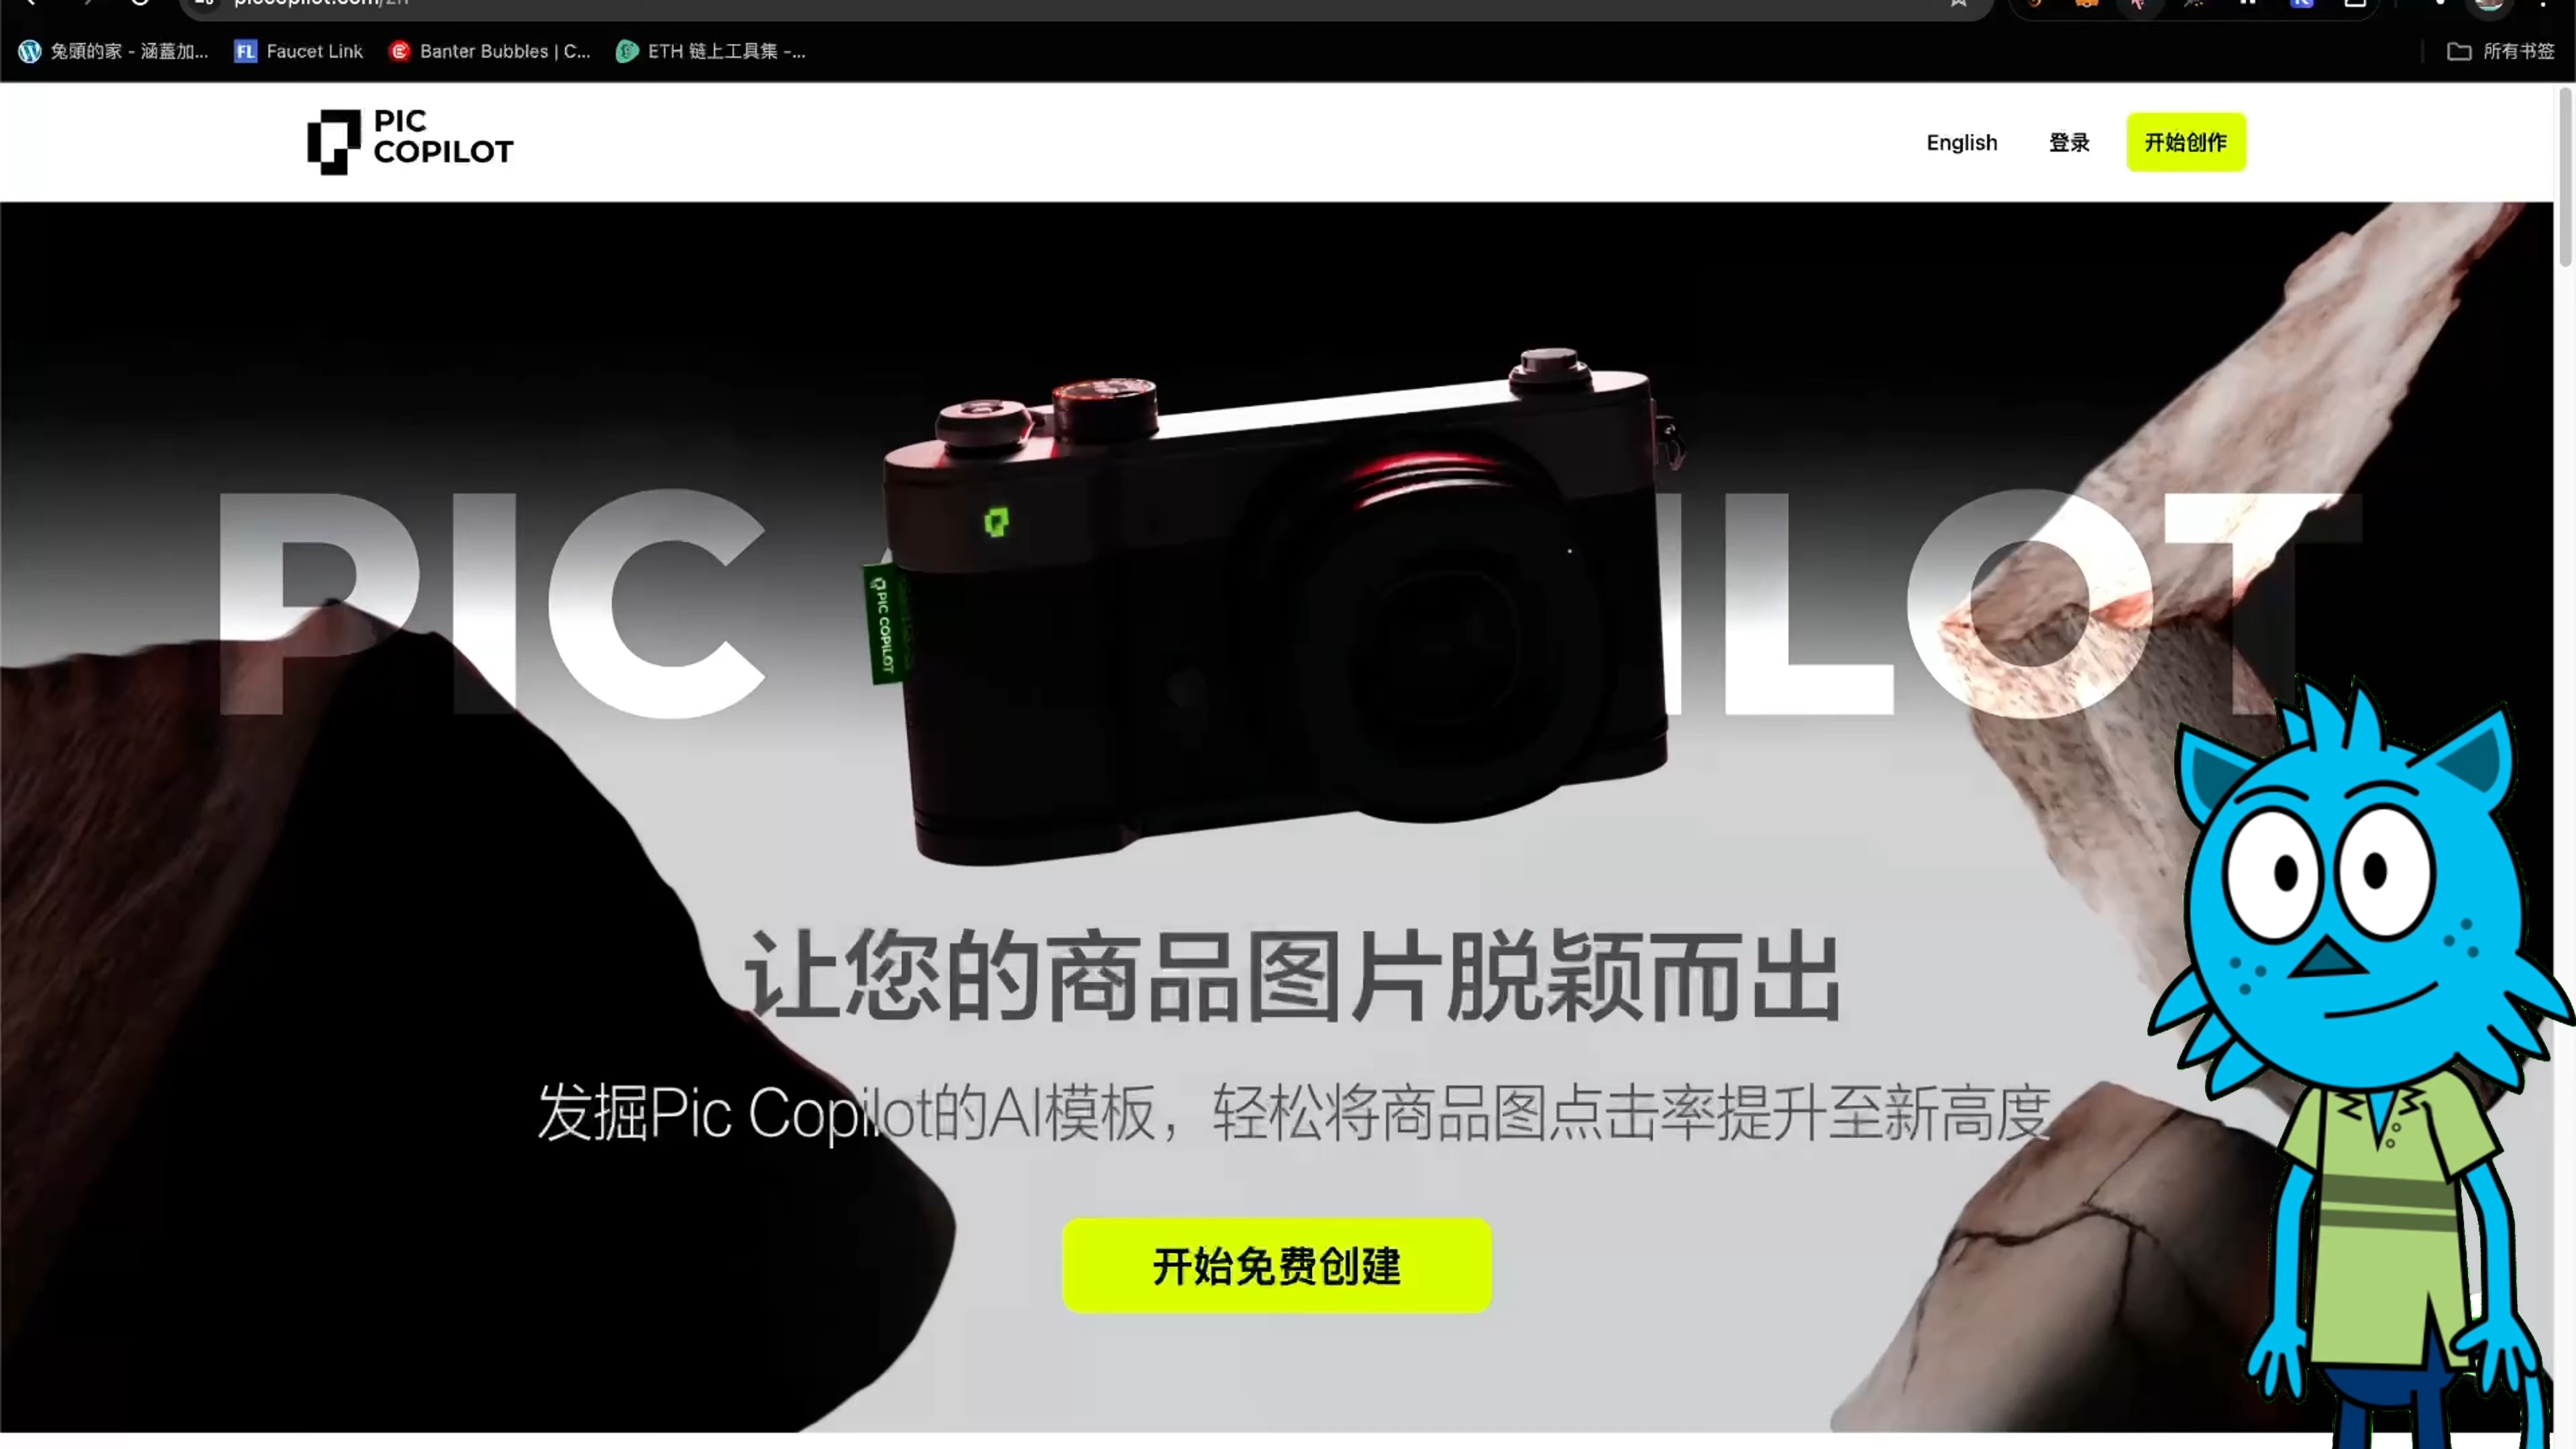 兔頭的家 - 涵蓋加...
FL Faucet Link
Banter Bubbles | C...
ETH 链上工具集 -...
所有书签
PIC
COPILOT
English
登录
开始创作
PIC
ILOT
PIC COPILOT
让您的商品图片脱颖而出
发掘Pic Copilot的AI模板，轻松将商品图点击率提升至新高度
开始免费创建